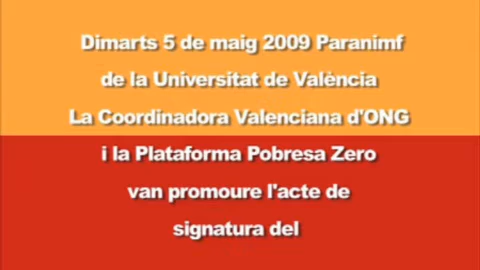 Dimarts 5 de maig 2009 Paranimf
de la Universitat de València
La Coordinadora Valenciana d'ONG
i la Plataforma Pobresa Zero
van promoure l'acte de
signatura del